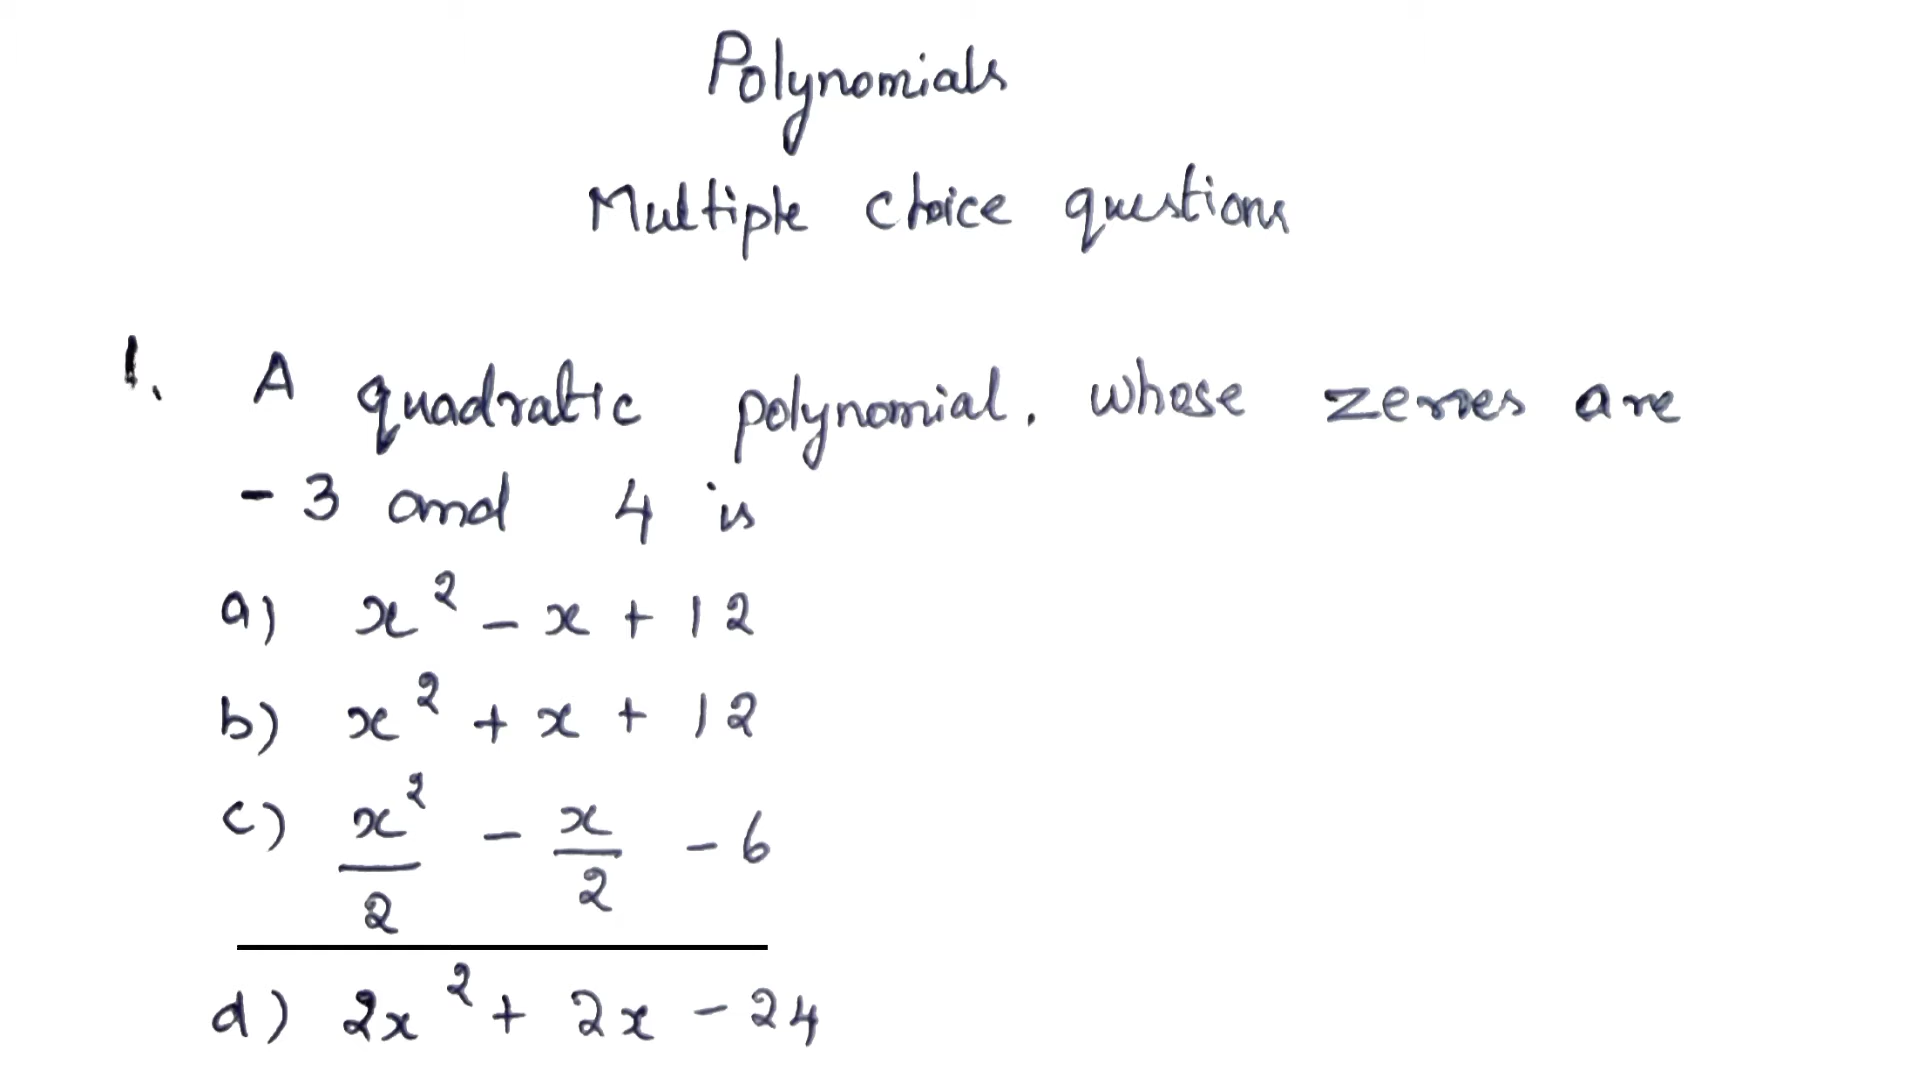 Polynomials
Multiple choice questions
1. A quadratic polynomial, whose zeroes are
- 3 and 4 is
a) x² - x + 12
b) x² + x + 12
c) x²/2 - x/2 - 6
d) 2x² + 2x - 24